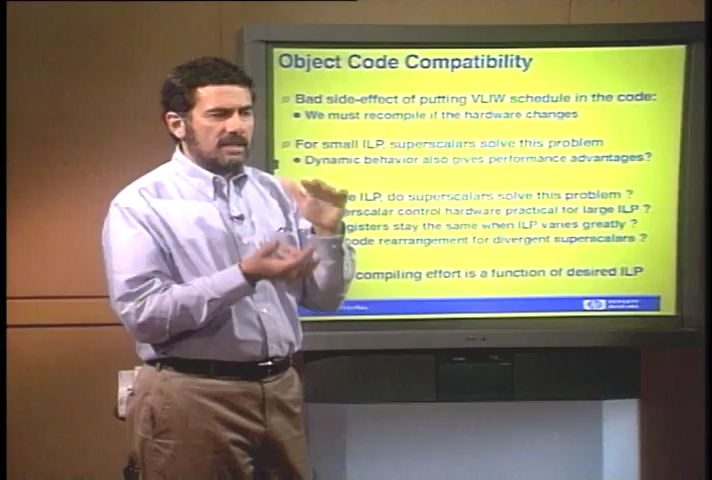 Object Code Compatibility
Bad side-effect of putting VLIW schedule in the code:
• We must recompile if the hardware changes
For small ILP, superscalars solve this problem
• Dynamic behavior also gives performance advantages?
ILP, do superscalars solve this problem ?
control hardware practical for large ILP ?
stay the same when ILP varies greatly ?
rearrangement for divergent superscalars ?
compiling effort is a function of desired ILP
hp HEWLETT
PACKARD